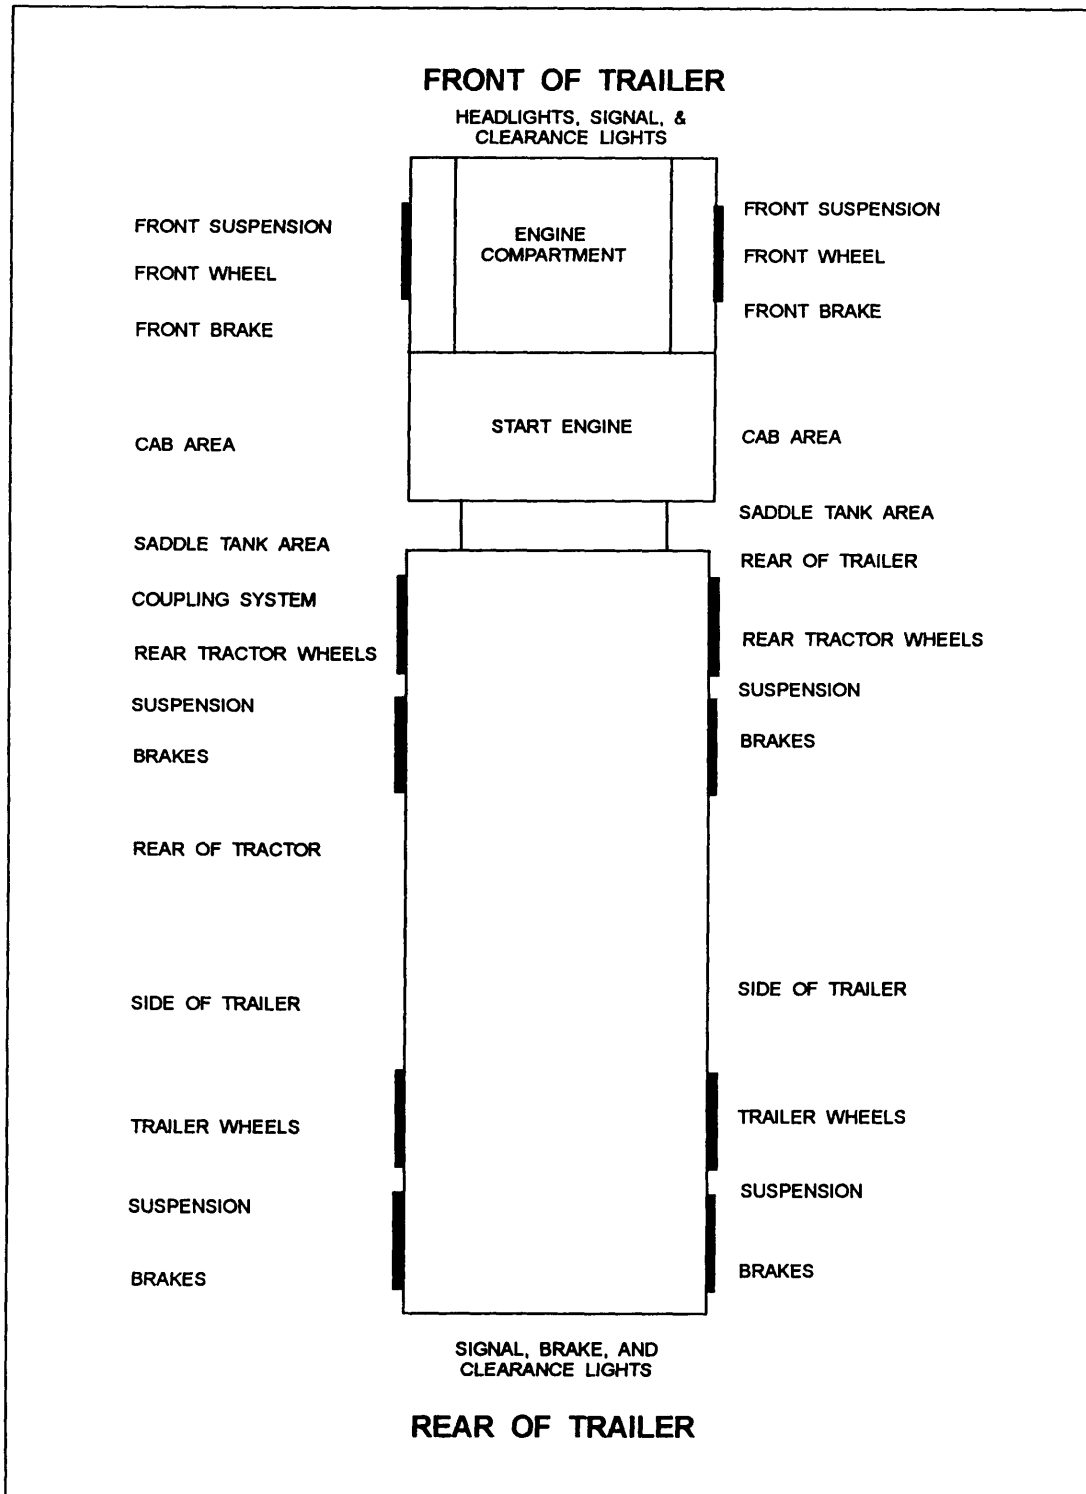 FRONT OF TRAILER
HEADLIGHTS, SIGNAL, &
CLEARANCE LIGHTS
FRONT SUSPENSION
FRONT WHEEL
FRONT BRAKE
CAB AREA
SADDLE TANK AREA
COUPLING SYSTEM
REAR TRACTOR WHEELS
SUSPENSION
BRAKES
REAR OF TRACTOR
SIDE OF TRAILER
TRAILER WHEELS
SUSPENSION
BRAKES
ENGINE
COMPARTMENT
START ENGINE
FRONT SUSPENSION
FRONT WHEEL
FRONT BRAKE
CAB AREA
SADDLE TANK AREA
REAR OF TRAILER
REAR TRACTOR WHEELS
SUSPENSION
BRAKES
SIDE OF TRAILER
TRAILER WHEELS
SUSPENSION
BRAKES
SIGNAL, BRAKE, AND
CLEARANCE LIGHTS
REAR OF TRAILER